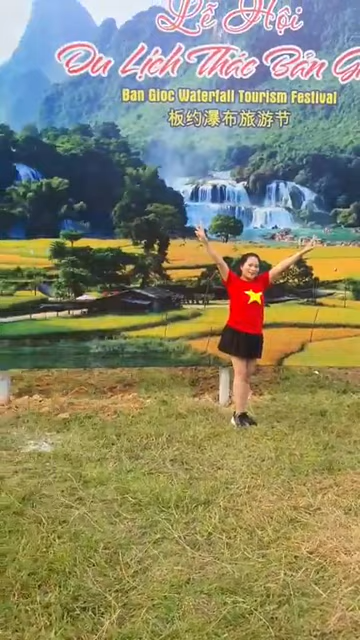 Lễ Hội
Du Lịch Thác Bản G
Ban Gioc Waterfall Tourism Festival
板约瀑布旅游节